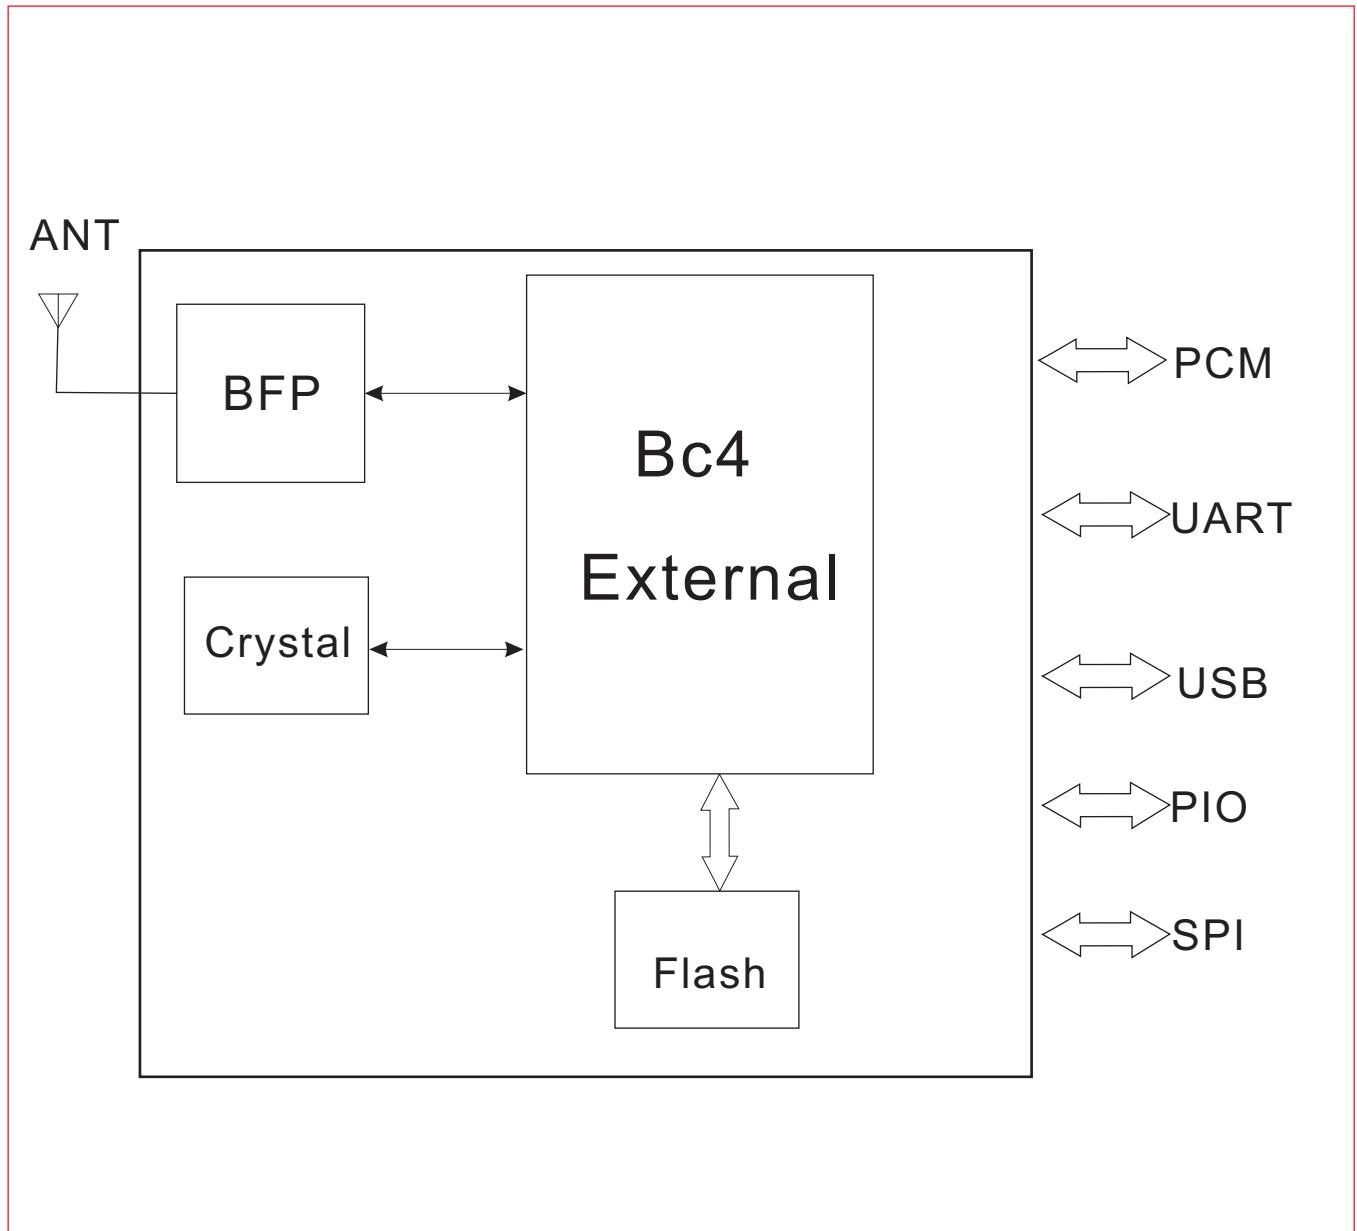 ANT
BFP
Bc4
External
Crystal
Flash
PCM
UART
USB
PIO
SPI